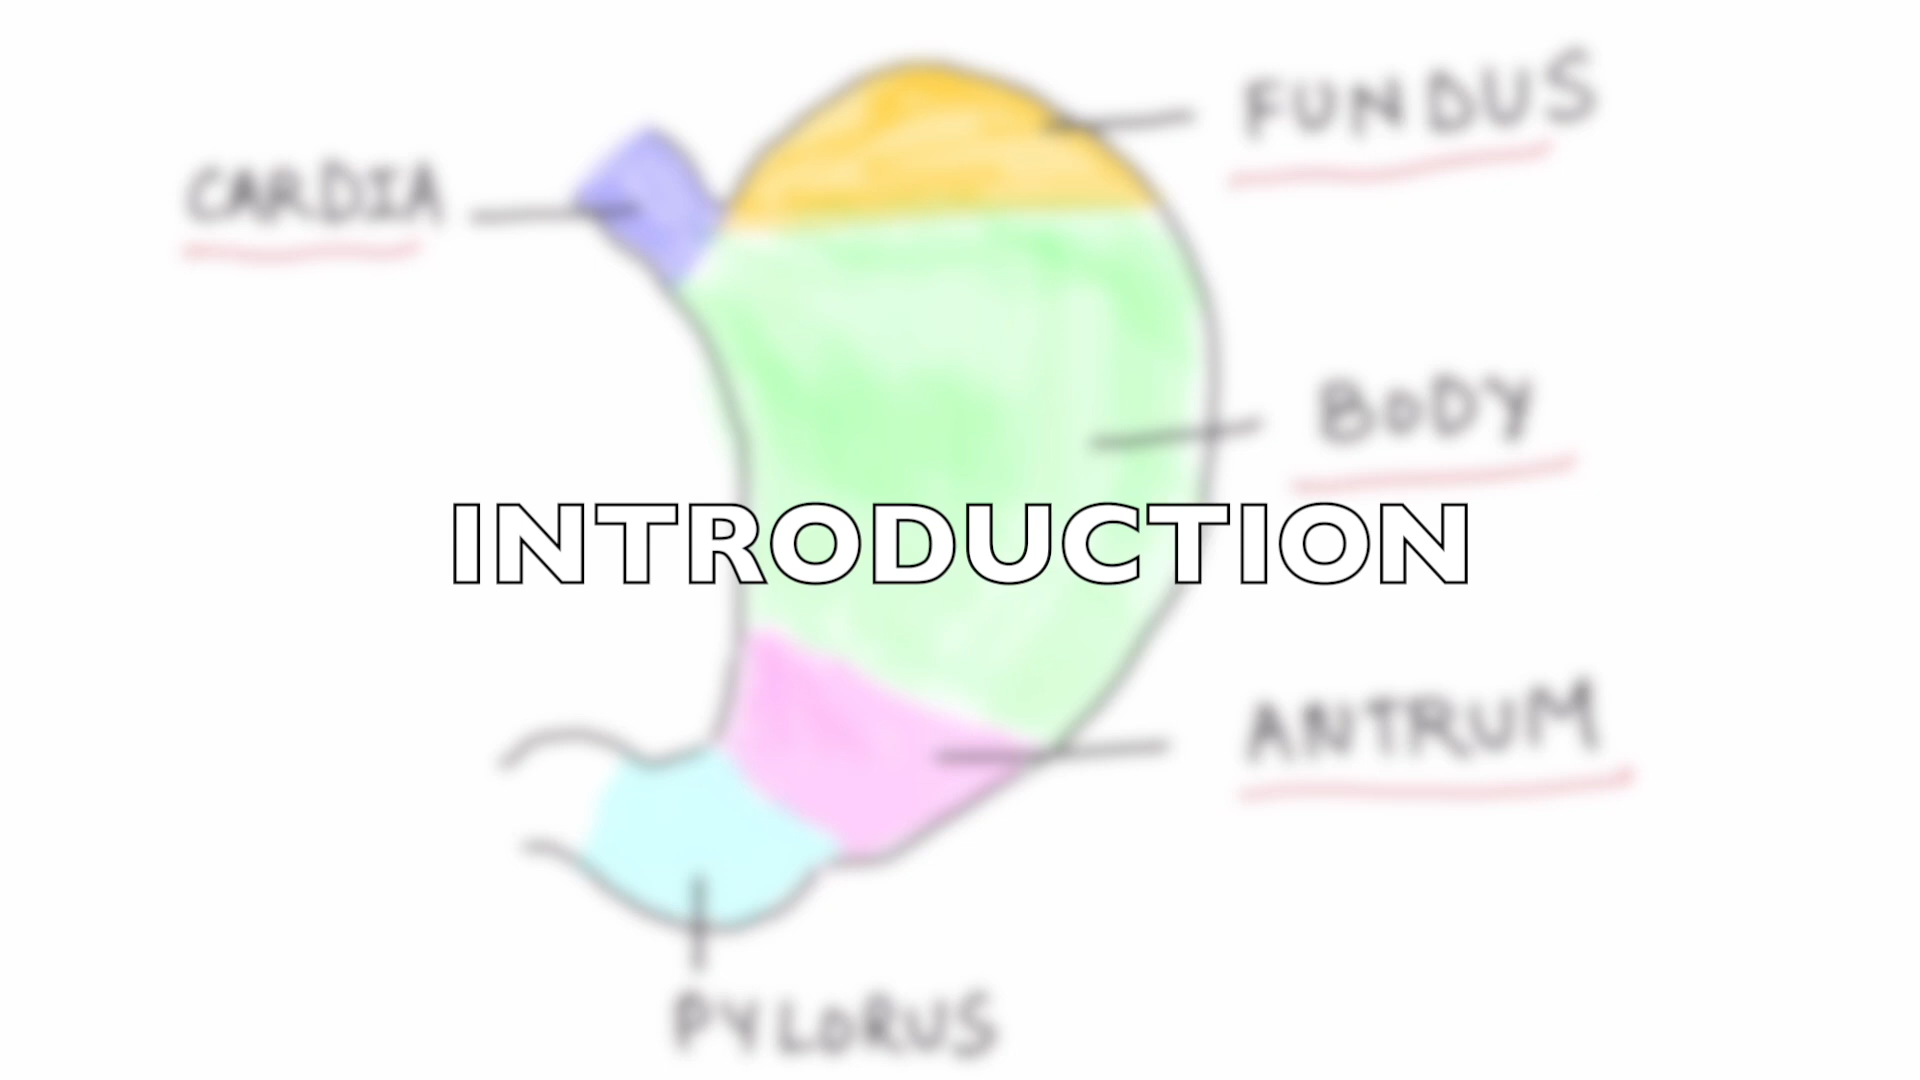 FUNDUS
CARDIA
BODY
INTRODUCTION
ANTRUM
PYLORUS